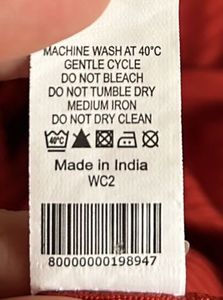 MACHINE WASH AT 40°C
GENTLE CYCLE
DO NOT BLEACH
DO NOT TUMBLE DRY
MEDIUM IRON
DO NOT DRY CLEAN
40°C
Made in India
WC2
80000000198947